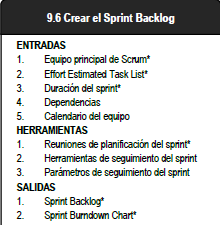 9.6 Crear el Sprint Backlog
ENTRADAS
1. Equipo principal de Scrum*
2. Effort Estimated Task List*
3. Duración del sprint*
4. Dependencias
5. Calendario del equipo
HERRAMIENTAS
1. Reuniones de planificación del sprint*
2. Herramientas de seguimiento del sprint
3. Parámetros de seguimiento del sprint
SALIDAS
1. Sprint Backlog*
2. Sprint Burndown Chart*